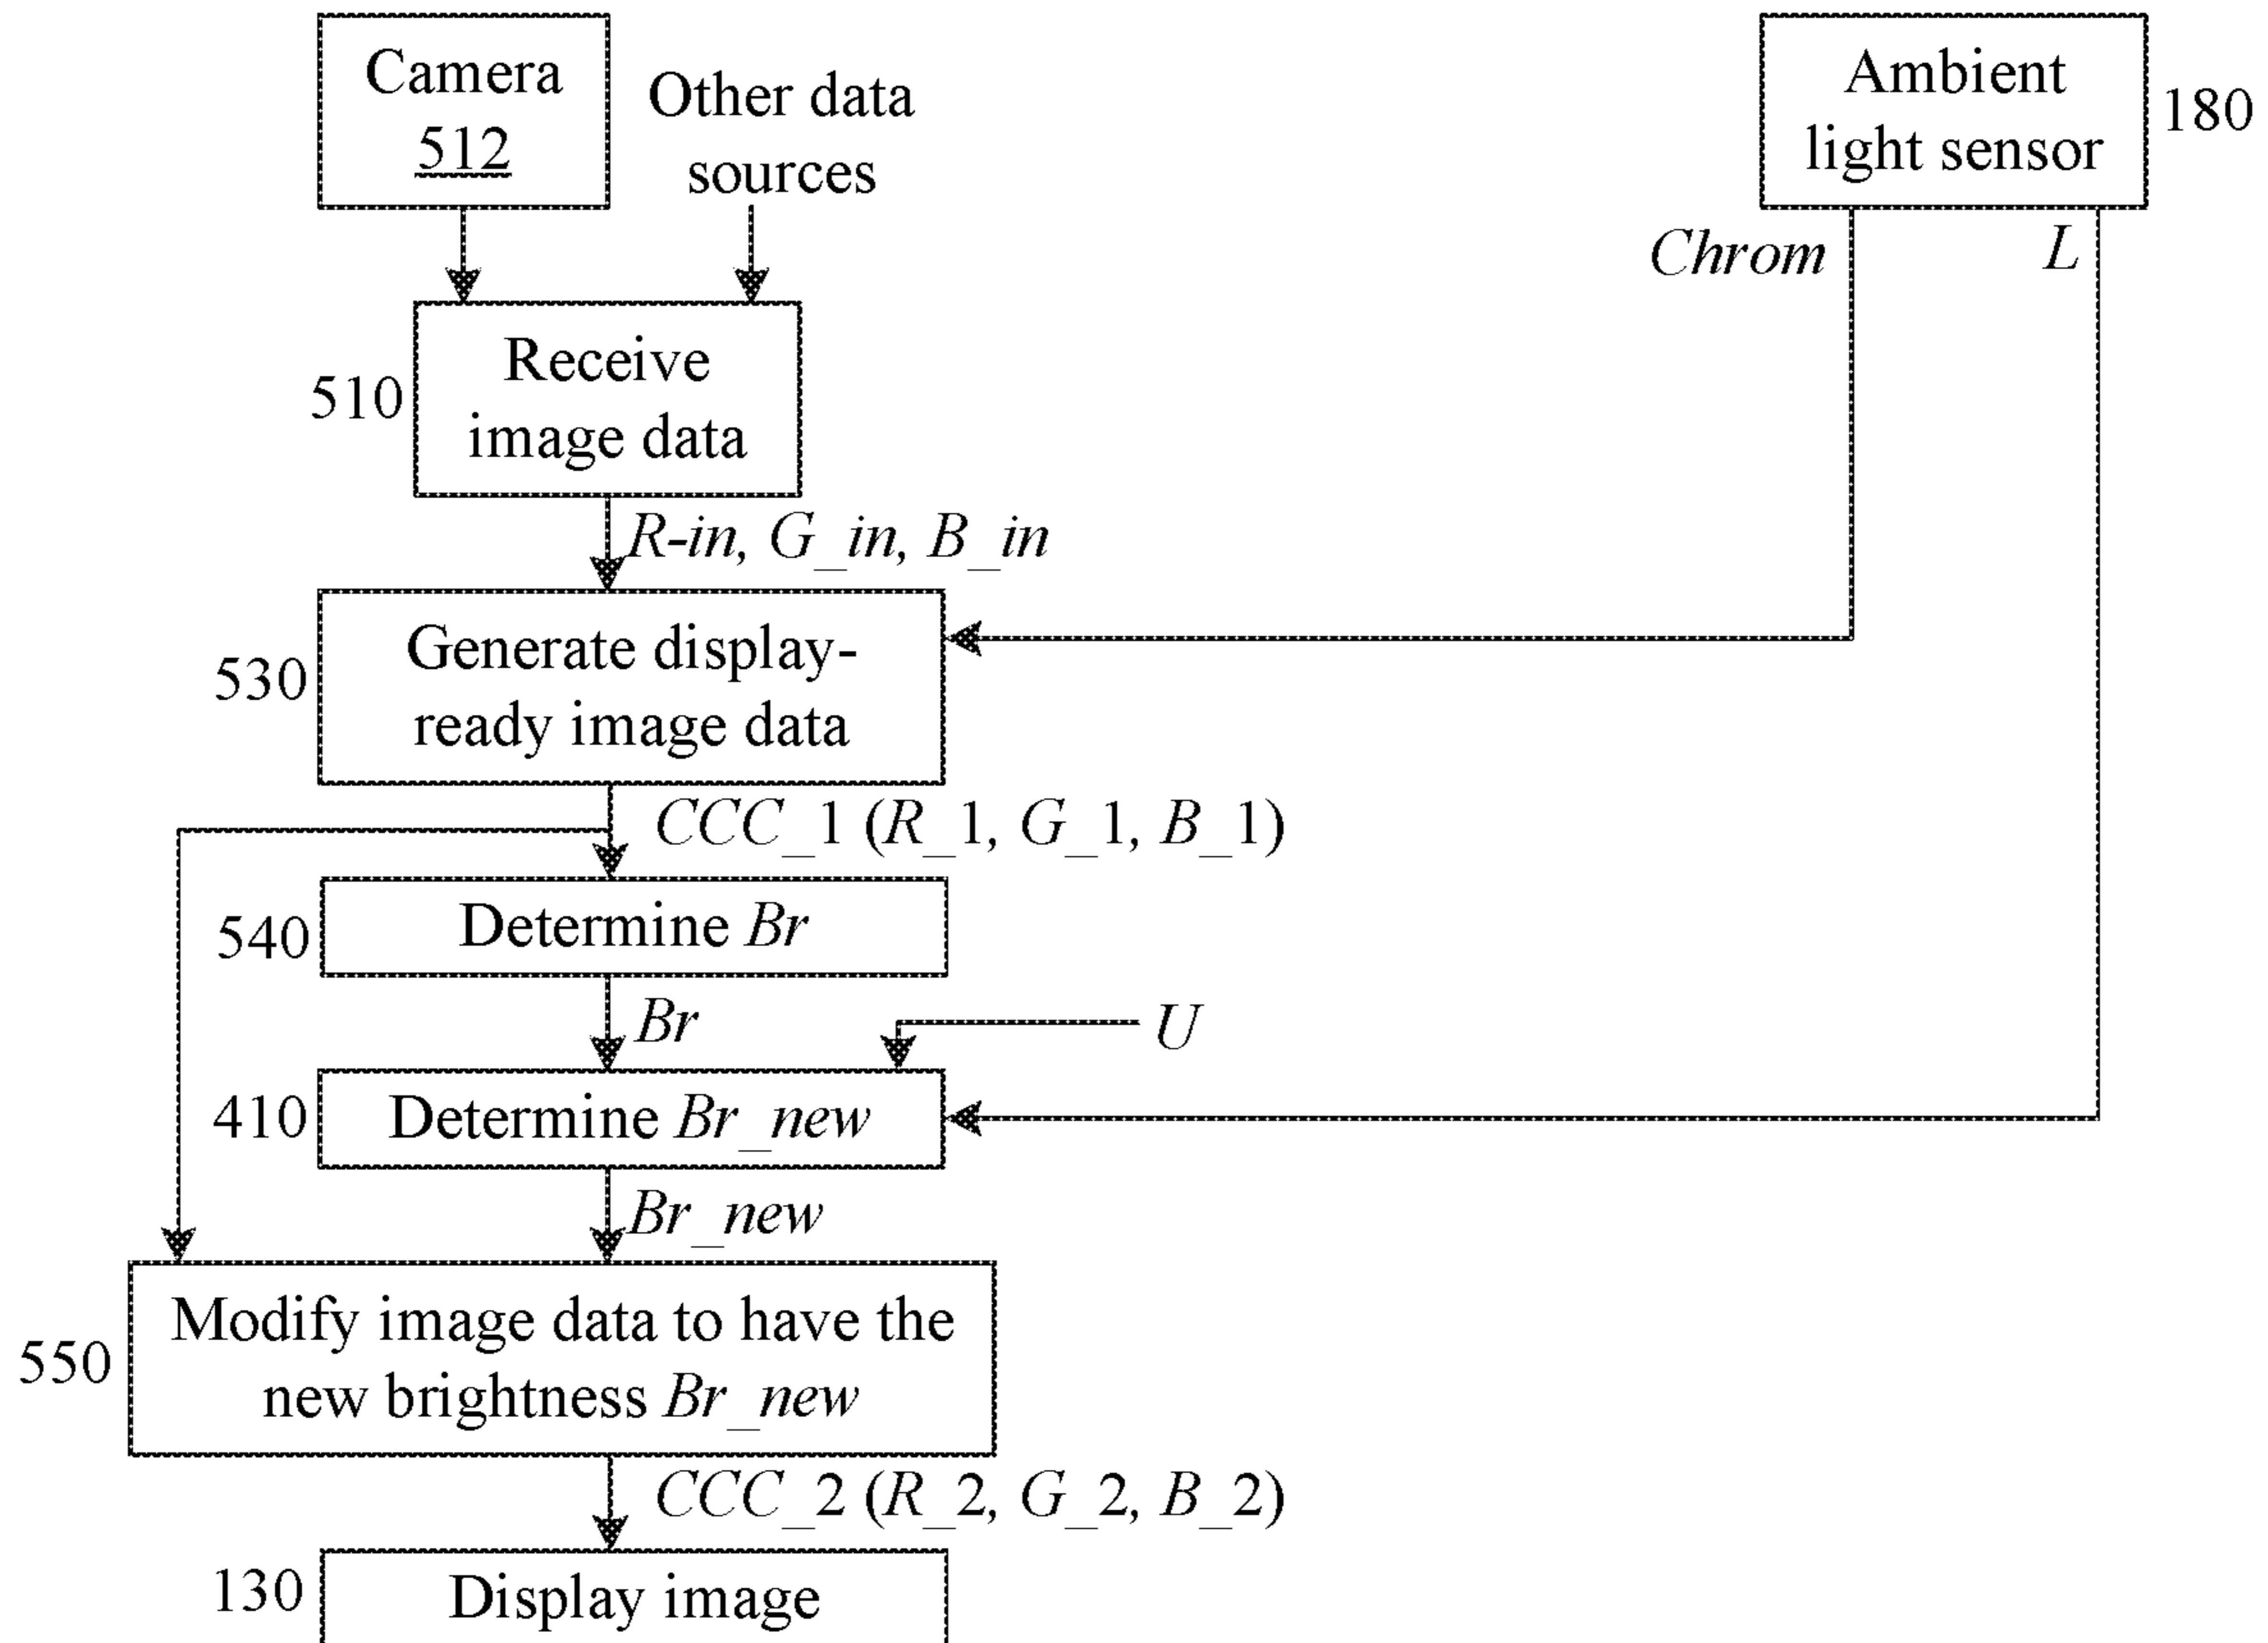 Camera
512
Other data
sources
Ambient
light sensor
180
Chrom
L
510
Receive
image data
R-in, G_in, B_in
530
Generate display-
ready image data
CCC_1 (R_1, G_1, B_1)
540
Determine Br
Br
U
410
Determine Br_new
Br_new
550
Modify image data to have the
new brightness Br_new
CCC_2 (R_2, G_2, B_2)
130
Display image